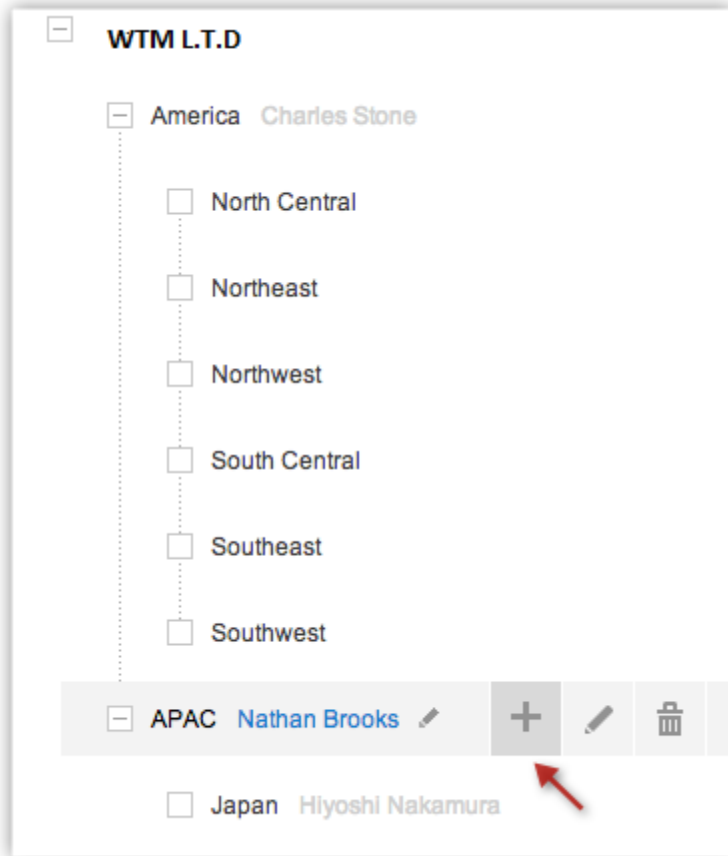 WTM L.T.D
America Charles Stone
North Central
Northeast
Northwest
South Central
Southeast
Southwest
APAC Nathan Brooks
Japan Hiyoshi Nakamura